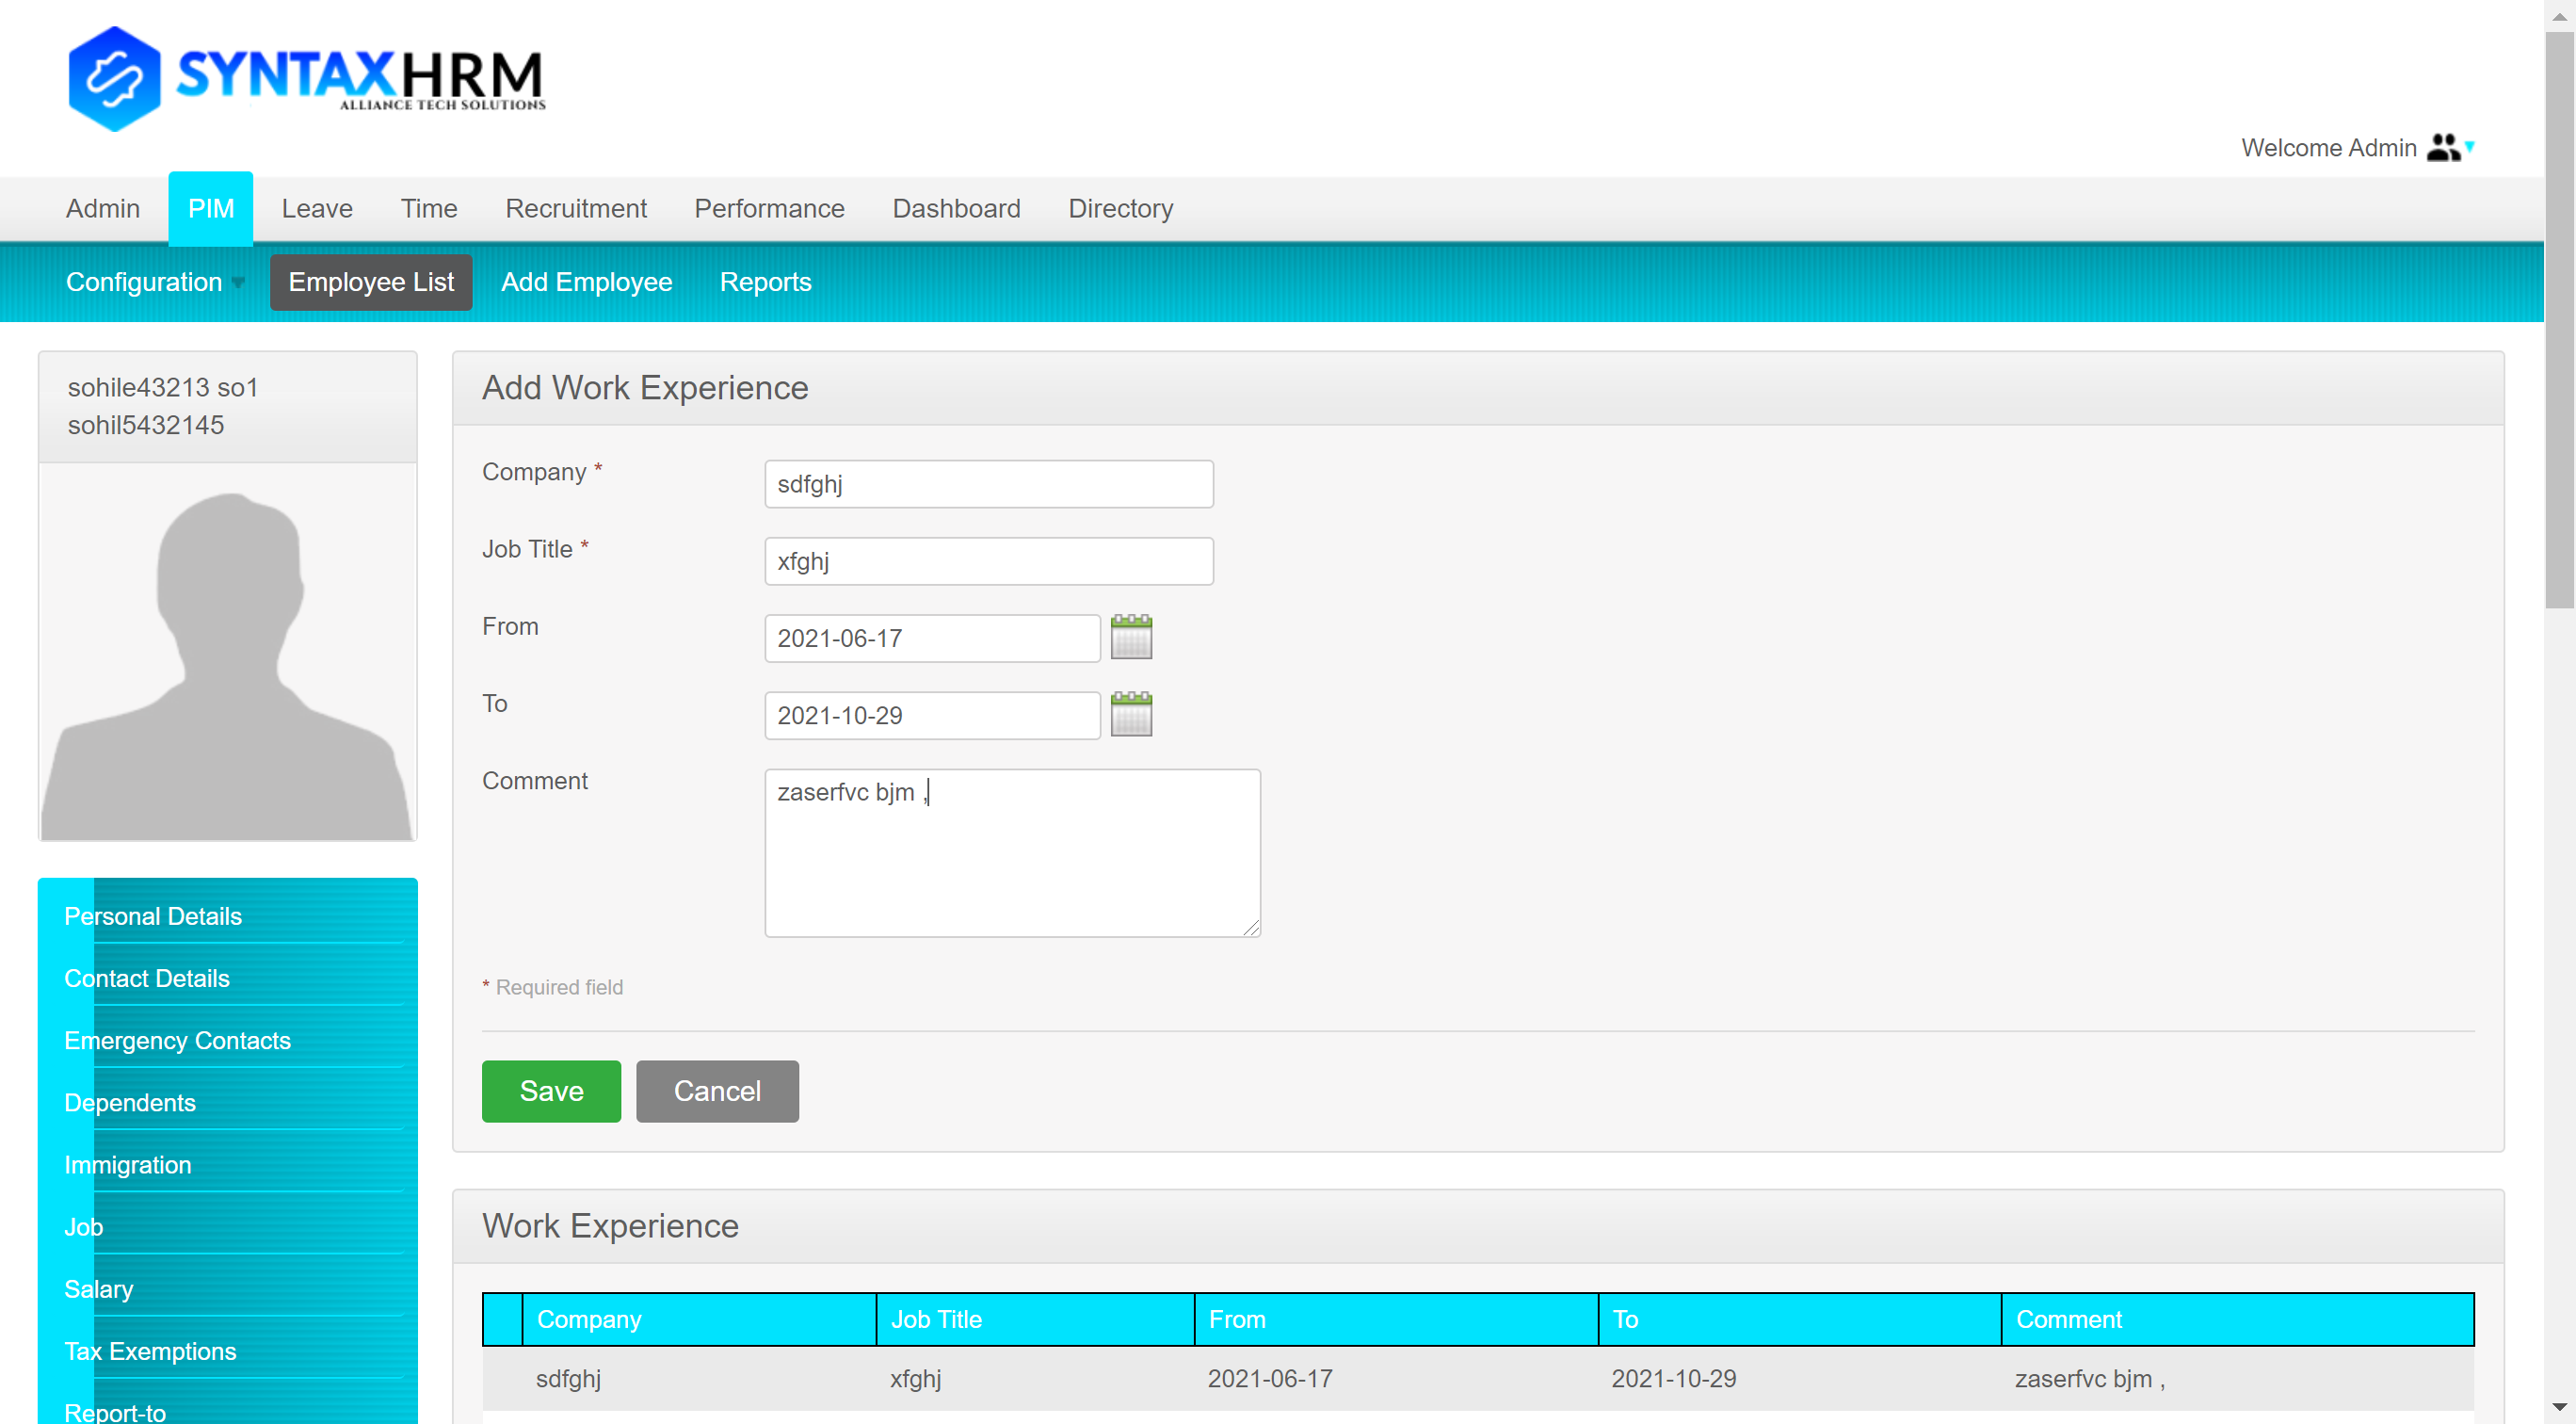 SYNTAXHRM
ALLIANCE TECH SOLUTIONS
Welcome Admin
Admin PIM Leave Time Recruitment Performance Dashboard Directory
Configuration Employee List Add Employee Reports
sohile43213 so1
sohil5432145
Add Work Experience
Company * sdfghj
Job Title * xfghj
From 2021-06-17
To 2021-10-29
Comment zaserfvc bjm ,
* Required field
Save Cancel
Personal Details
Contact Details
Emergency Contacts
Dependents
Immigration
Job
Salary
Tax Exemptions
Report-to
Work Experience
Company Job Title From To Comment
sdfghj xfghj 2021-06-17 2021-10-29 zaserfvc bjm ,